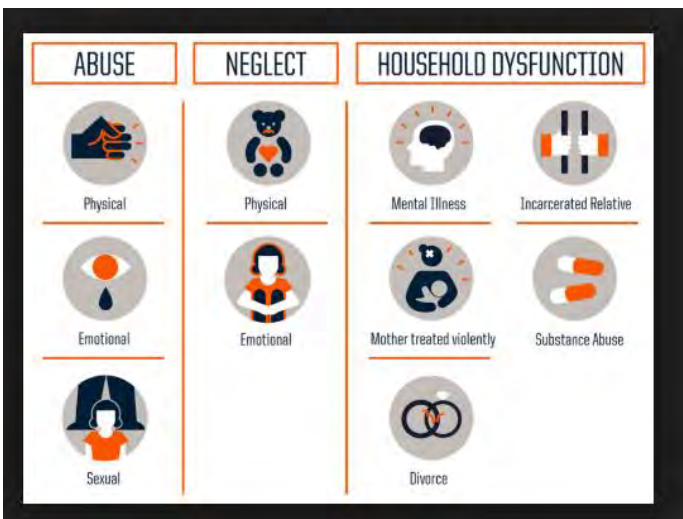 ABUSE
NEGLECT
HOUSEHOLD DYSFUNCTION
Physical
Physical
Mental Illness
Incarcerated Relative
Emotional
Emotional
Mother treated violently
Substance Abuse
Sexual
Divorce